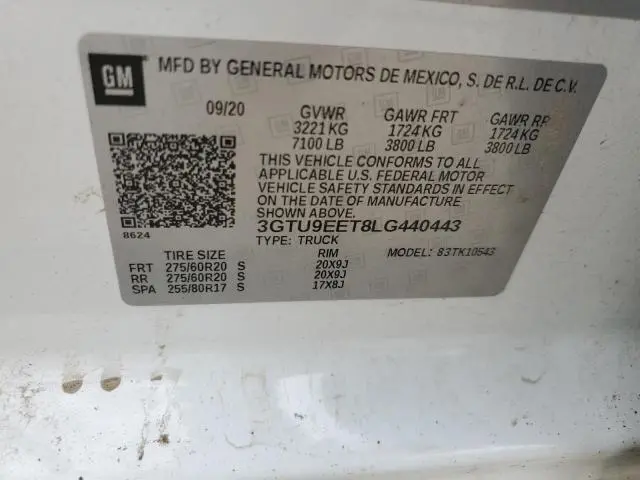 GM MFD BY GENERAL MOTORS DE MEXICO, S. DE R.L. DE C.V.
09/20 GVWR GAWR FRT GAWR RR
3221 KG 1724 KG 1724 KG
7100 LB 3800 LB 3800 LB
THIS VEHICLE CONFORMS TO ALL
APPLICABLE U.S. FEDERAL MOTOR
VEHICLE SAFETY STANDARDS IN EFFECT
ON THE DATE OF MANUFACTURE
SHOWN ABOVE.
8624 3GTU9EET8LG440443
TYPE: TRUCK MODEL: 83TK10543
TIRE SIZE RIM
FRT 275/60R20 S 20X9J
RR 275/60R20 S 20X9J
SPA 255/80R17 S 17X8J